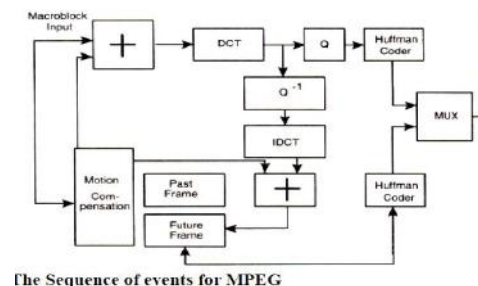 Macroblock
Input
+
DCT
Q
Huffman
Coder
Q -1
MUX
IDCT
Motion
Com-
pensation
Past
Frame
+
Huffman
Coder
Future
Frame
The Sequence of events for MPEG